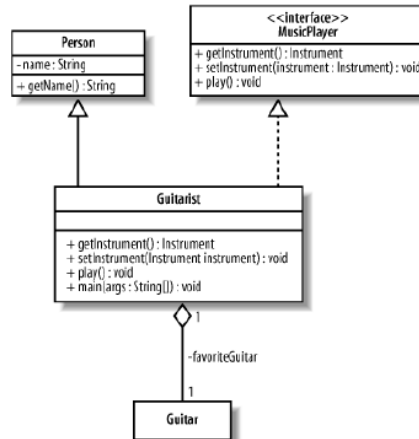 Person
- name : String
+ getName() : String
<<interface>>
MusicPlayer
+ getInstrument() : Instrument
+ setInstrument(instrument : Instrument) : void
+ play() : void
Guitarist
+ getInstrument() : Instrument
+ setInstrument(Instrument instrument) : void
+ play() : void
+ main(args : String[]) : void
1
-favoriteGuitar
1
Guitar